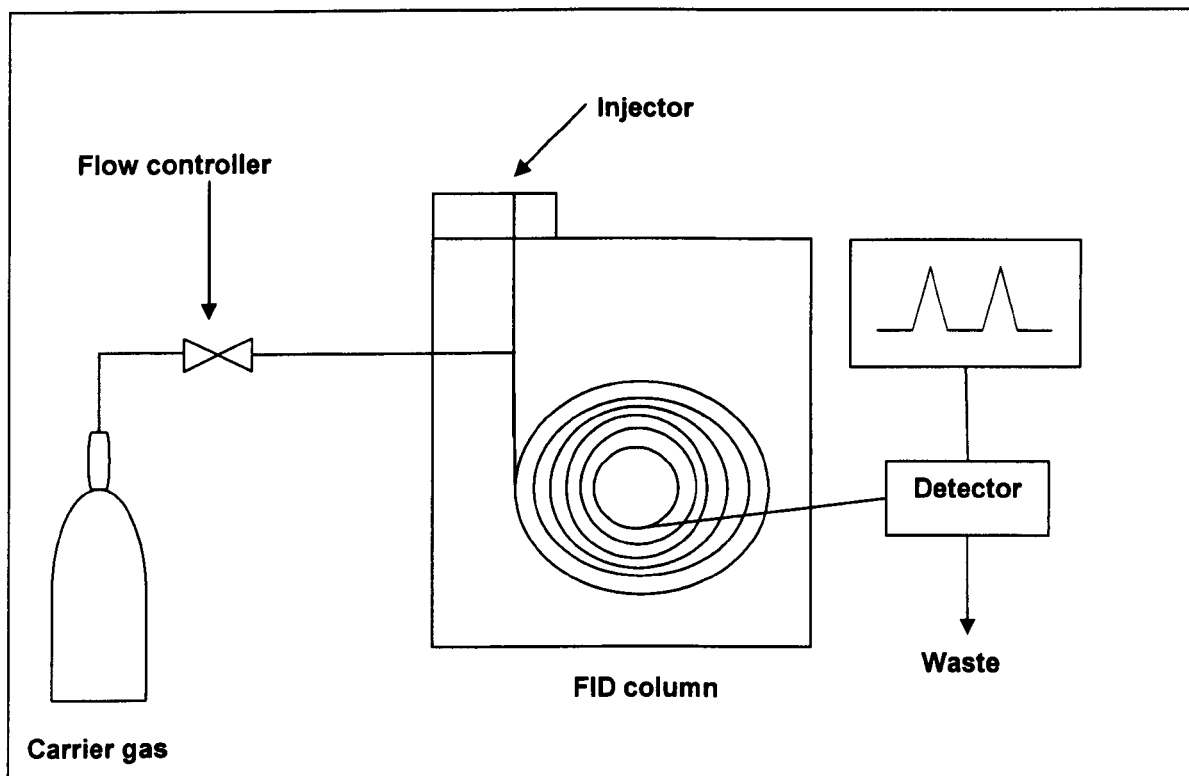 Injector
Flow controller
Detector
Waste
FID column
Carrier gas